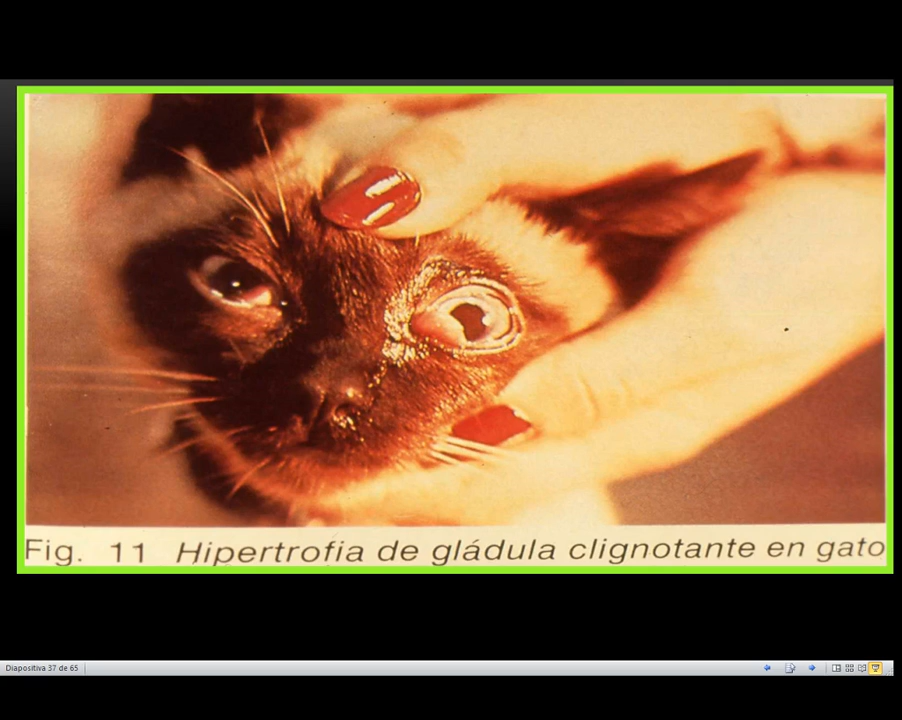 Fig. 11 Hipertrofia de gládula clignotante en gato
Diapositiva 37 de 65